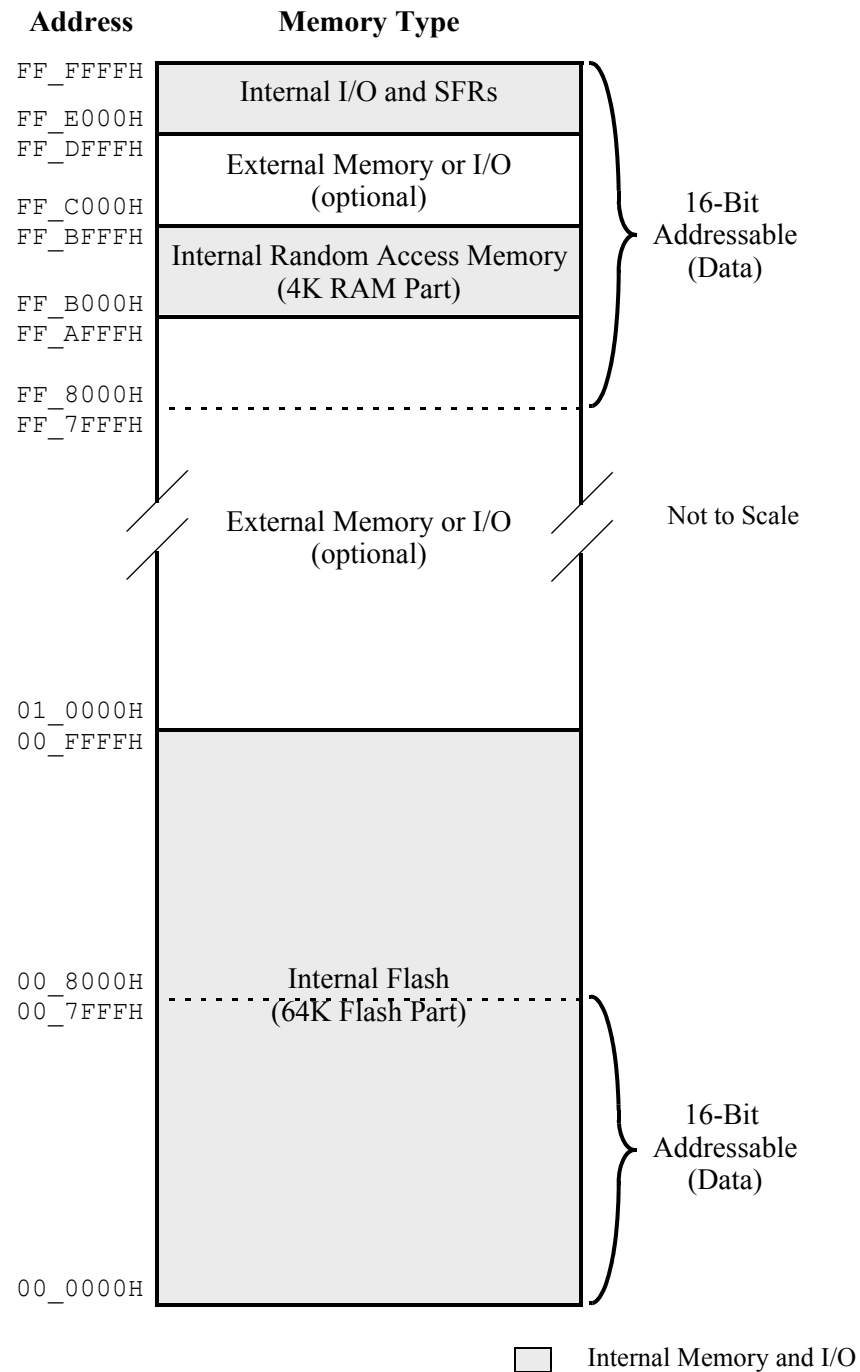 Address Memory Type
FF_FFFFH
Internal I/O and SFRs
FF_E000H
FF_DFFFH
External Memory or I/O
(optional)
FF_C000H
FF_BFFFH
Internal Random Access Memory
(4K RAM Part)
FF_B000H
FF_AFFFH
16-Bit
Addressable
(Data)
FF_8000H
FF_7FFFH
External Memory or I/O
(optional)
Not to Scale
01_0000H
00_FFFFH
00_8000H
00_7FFFH
Internal Flash
(64K Flash Part)
16-Bit
Addressable
(Data)
00_0000H
Internal Memory and I/O